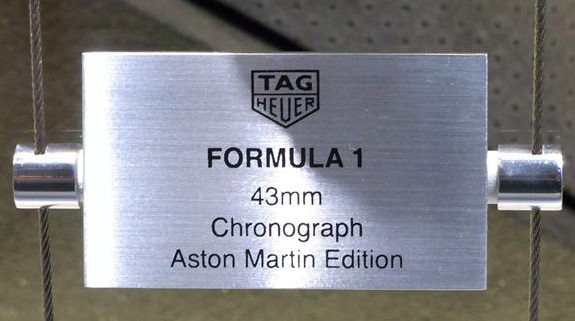 TAG
HEUER
FORMULA 1
43mm
Chronograph
Aston Martin Edition